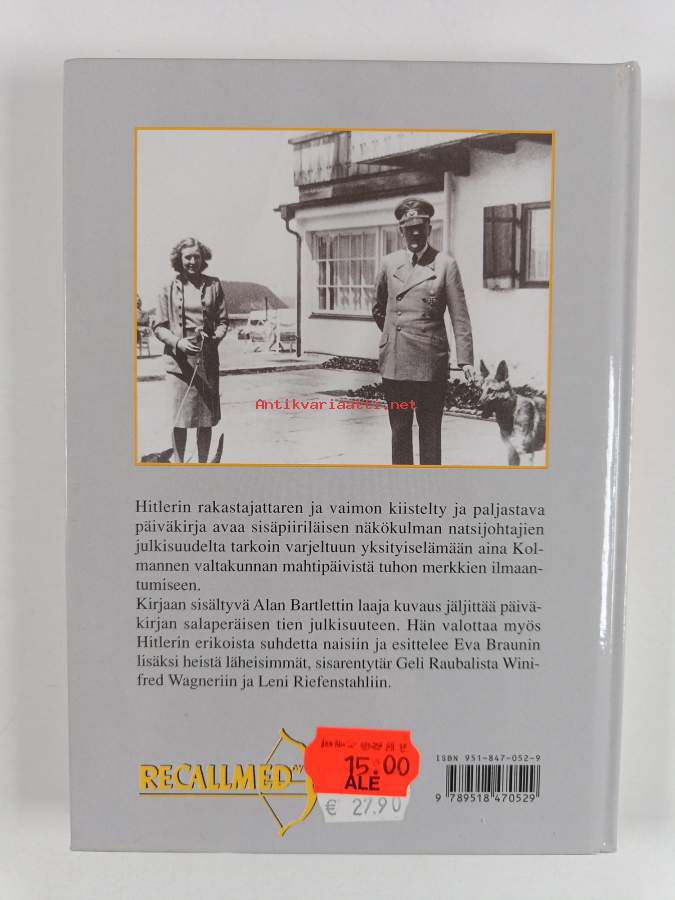 Antikvariaatti.net
Hitlerin rakastajattaren ja vaimon kiistelty ja paljastava
päiväkirja avaa sisäpiiriläisen näkökulman natsijohtajien
julkisuudelta tarkoin varjeltuun yksityiselämään aina Kol-
mannen valtakunnan mahtipäivistä tuhon merkkien ilmaan-
tumiseen.
Kirjaan sisältyvä Alan Bartlettin laaja kuvaus jäljittää päivä-
kirjan salaperäisen tien julkisuuteen. Hän valottaa myös
Hitlerin erikoista suhdetta naisiin ja esittelee Eva Braunin
lisäksi heistä läheisimmät, sisarentytär Geli Raubalista Wini-
fred Wagneriin ja Leni Riefenstahliin.
RECALLMED
15.00
ALE
€ 27.90
ISBN 951-847-052-9
9 789518 470529